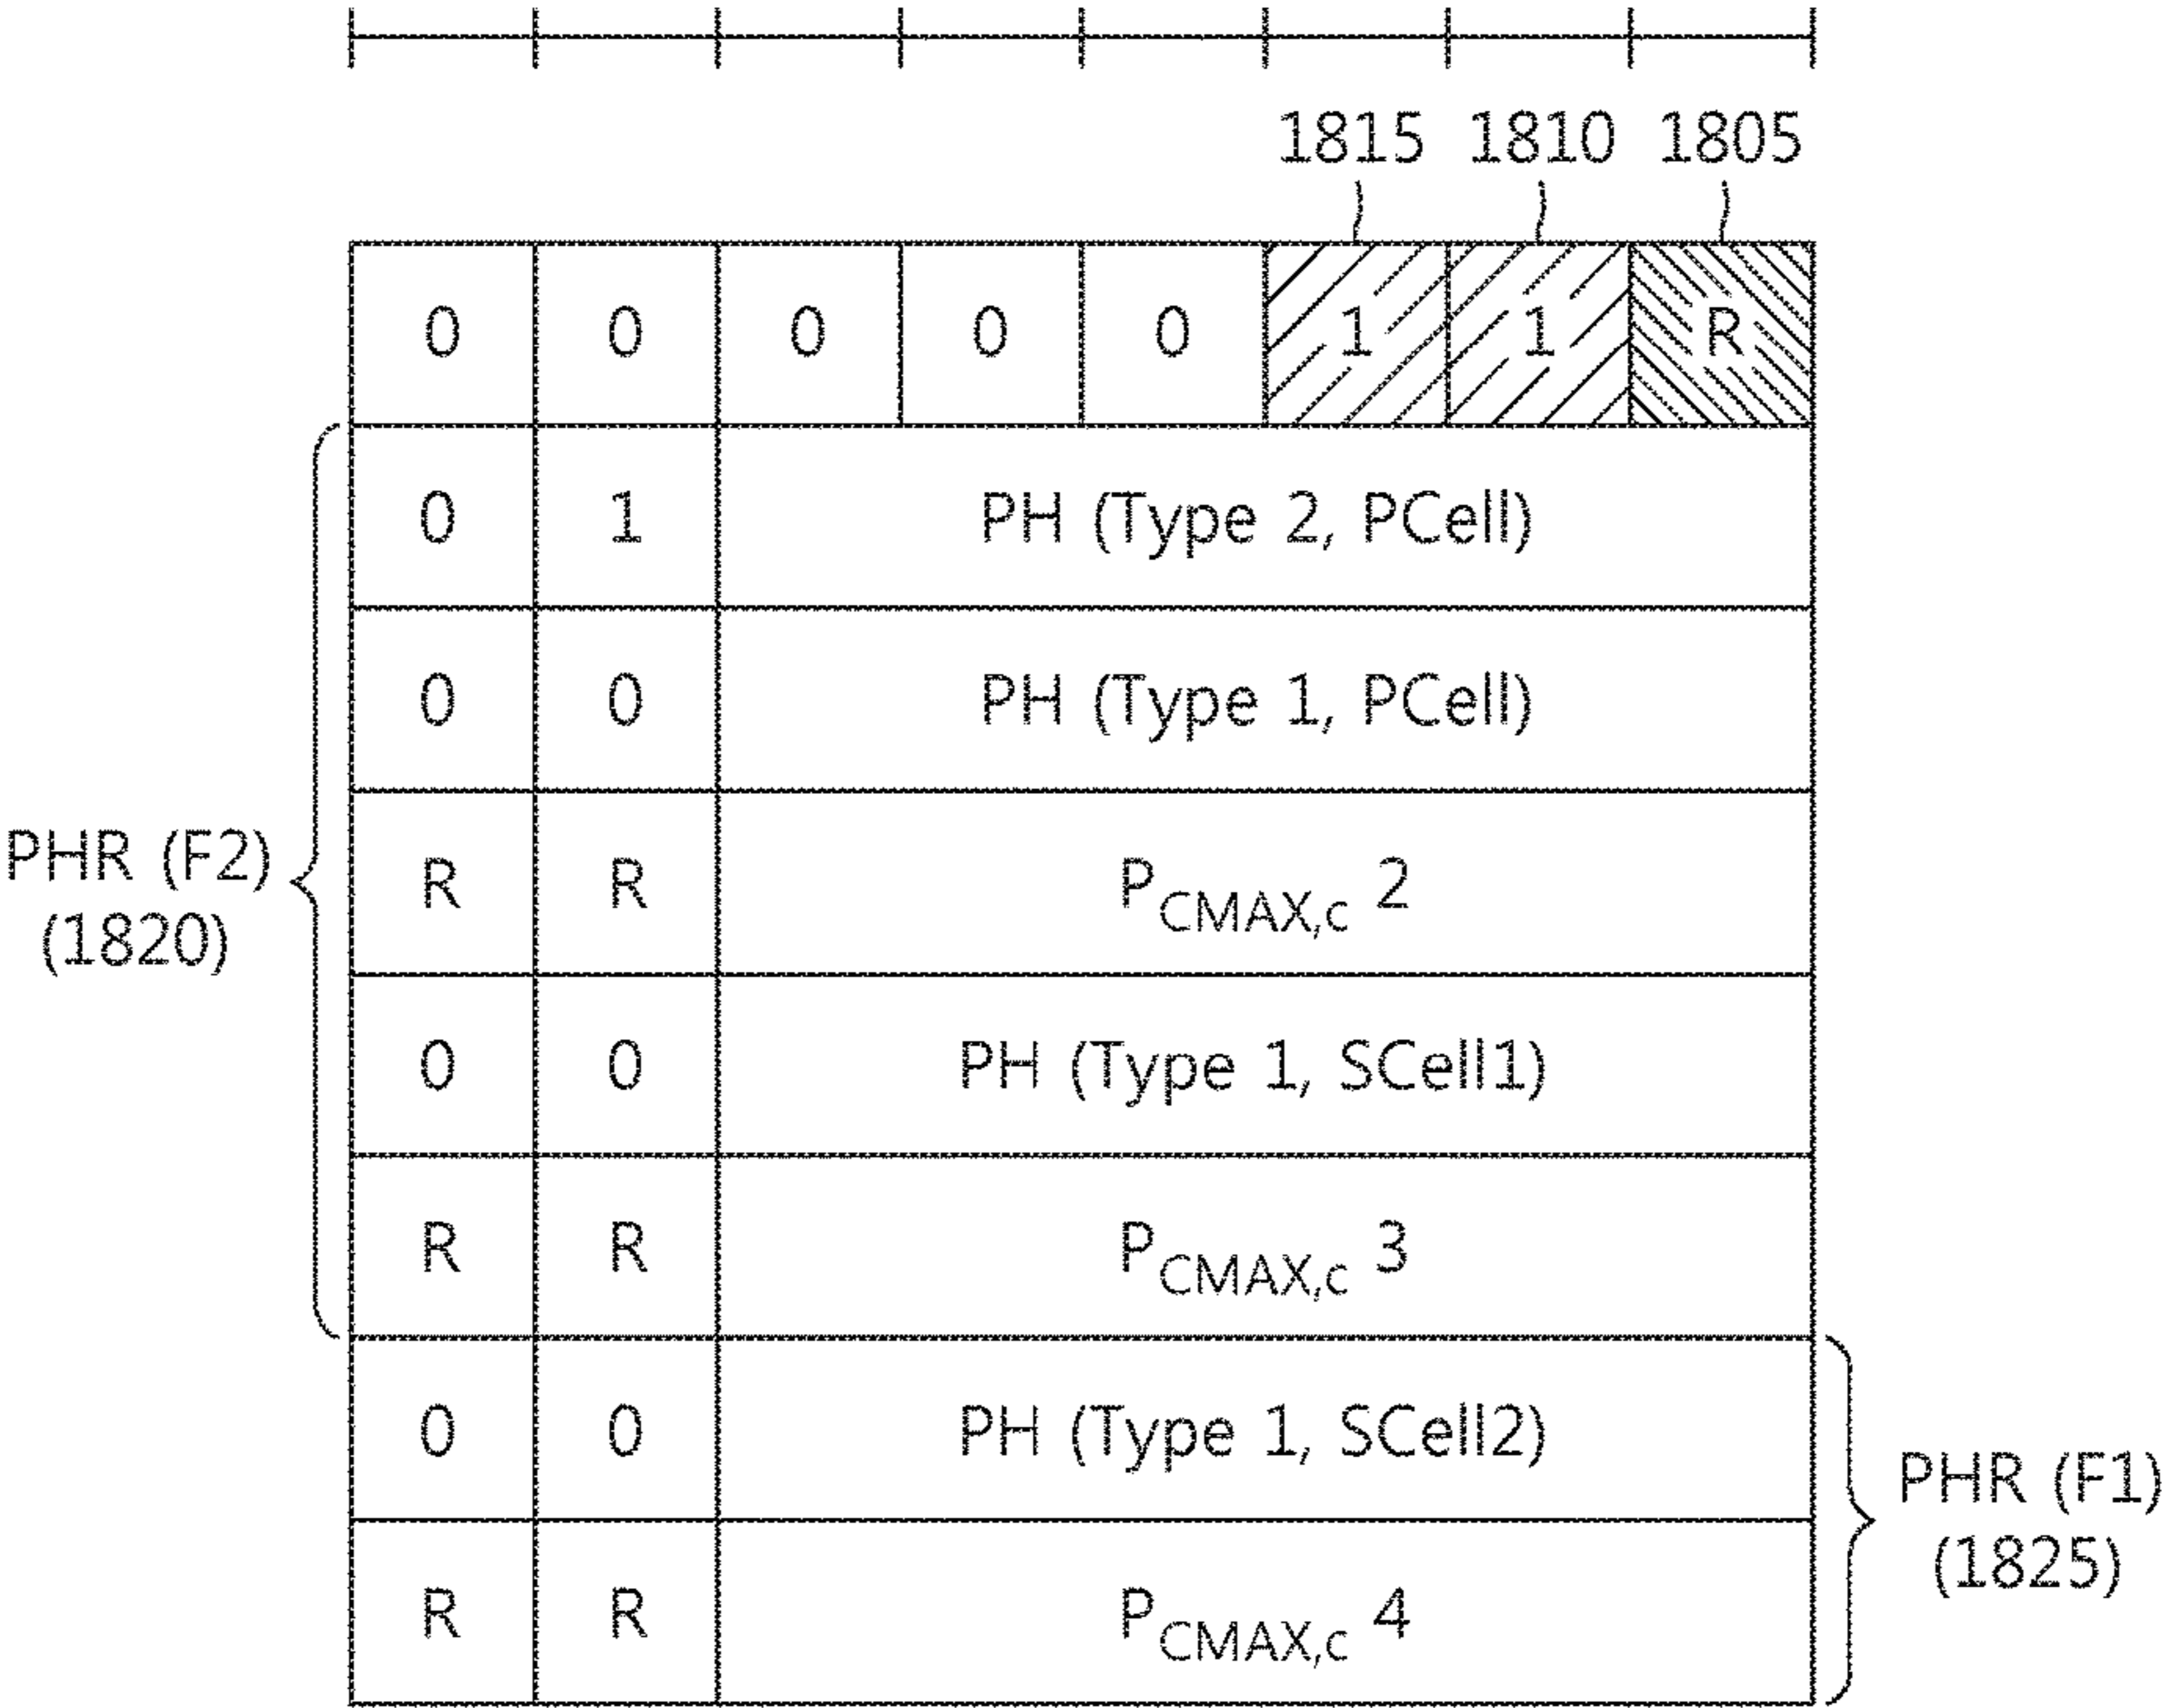 1815 1810 1805
0 0 0 0 0 1 1 R
0 1 PH (Type 2, PCell)
0 0 PH (Type 1, PCell)
PHR (F2)
(1820)
R R PCMAX,c 2
0 0 PH (Type 1, SCell1)
R R PCMAX,c 3
0 0 PH (Type 1, SCell2)
PHR (F1)
(1825)
R R PCMAX,c 4